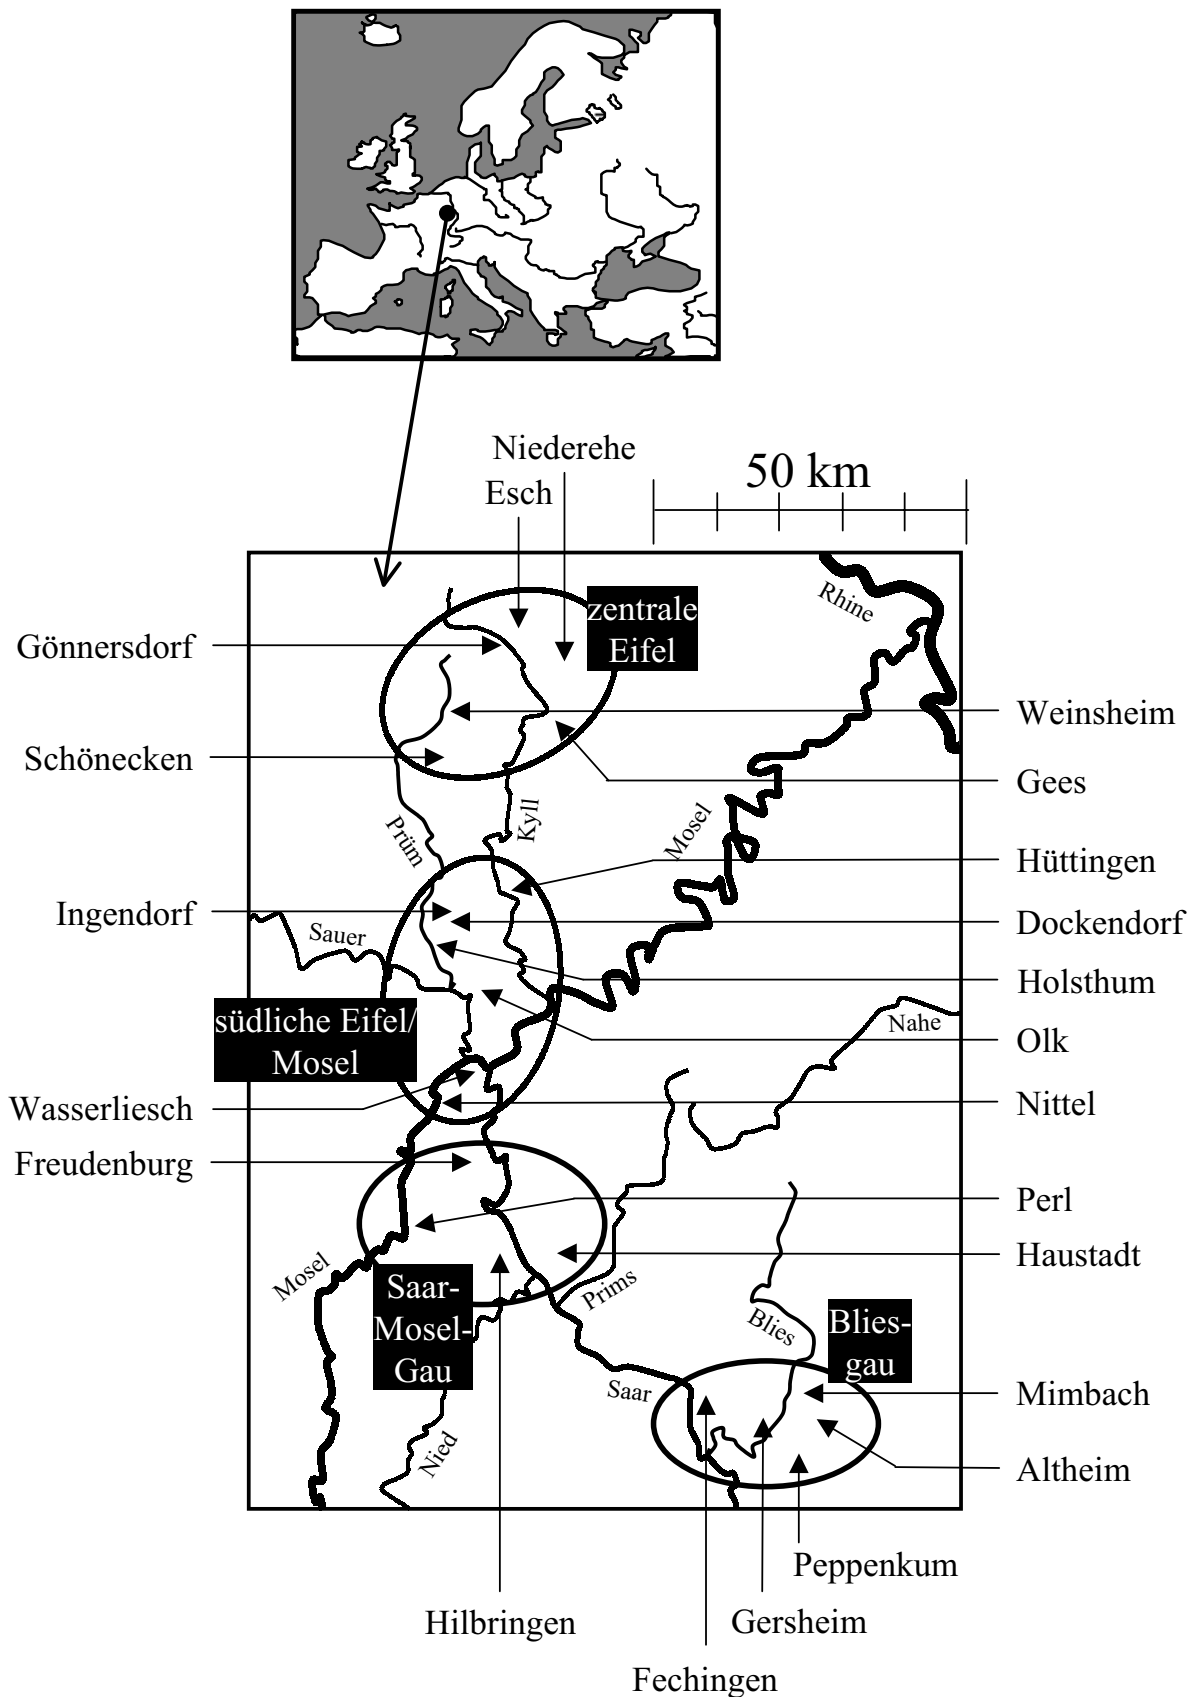 Niederehe
Esch
50 km
Rhine
zentrale
Eifel
Gönnersdorf
Weinsheim
Schönecken
Gees
Mosel
Kyll
Prüm
Hüttingen
Ingendorf
Dockendorf
Sauer
Holsthum
südliche Eifel/
Mosel
Nahe
Olk
Wasserliesch
Nittel
Freudenburg
Perl
Haustadt
Mosel
Prims
Saar-
Mosel-
Gau
Blies
Blies-
gau
Saar
Mimbach
Nied
Altheim
Peppenkum
Hilbringen
Gersheim
Fechingen